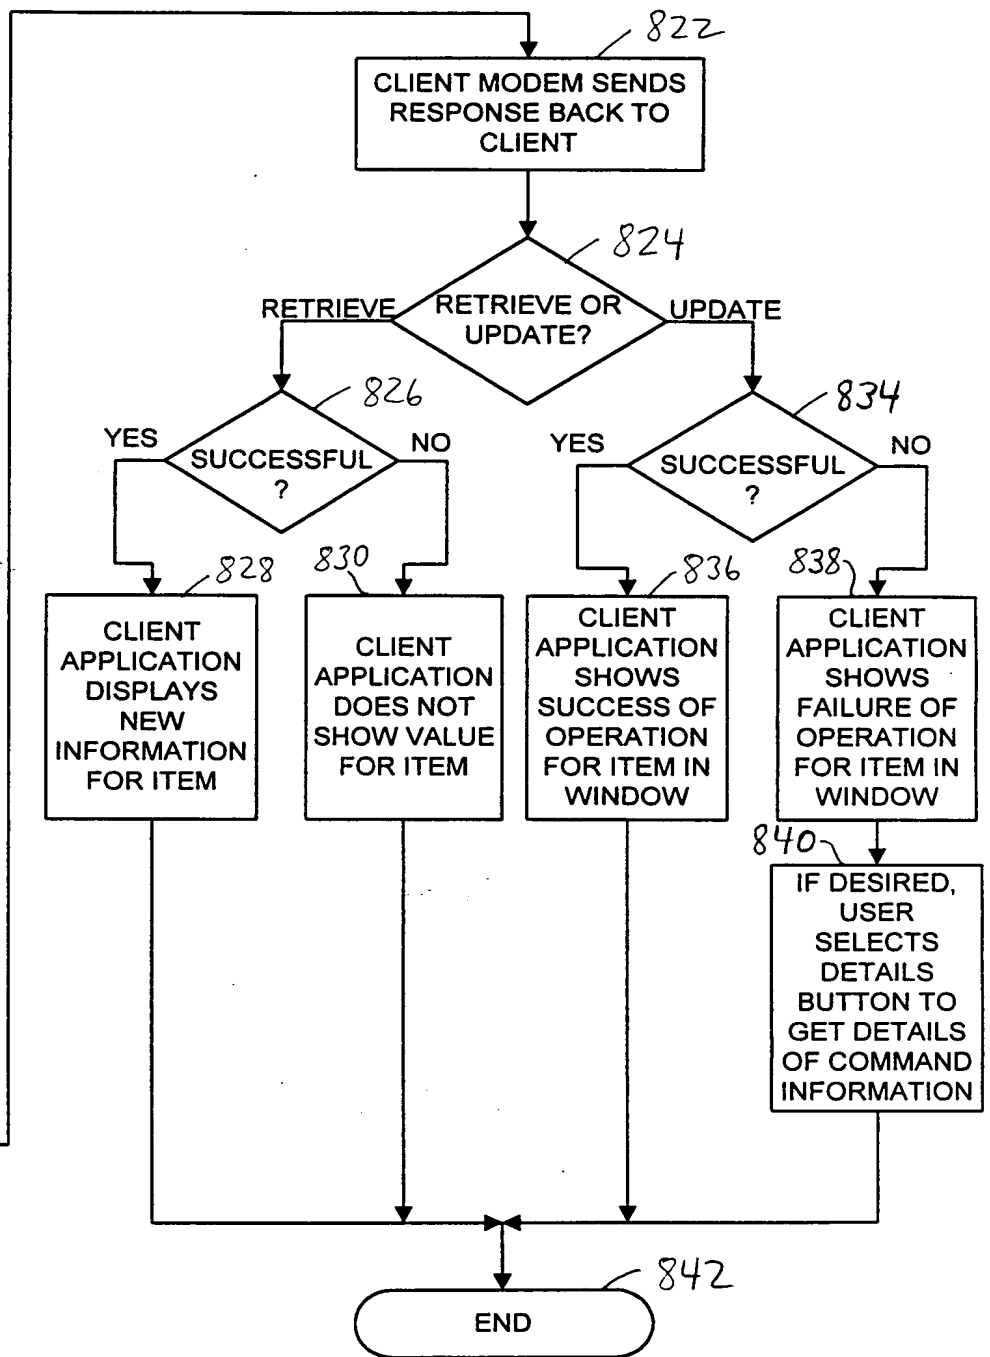 822
CLIENT MODEM SENDS
RESPONSE BACK TO
CLIENT
824
RETRIEVE
RETRIEVE OR
UPDATE?
UPDATE
826
834
YES
SUCCESSFUL
?
NO
YES
SUCCESSFUL
?
NO
828
830
836
838
CLIENT
APPLICATION
DISPLAYS
NEW
INFORMATION
FOR ITEM
CLIENT
APPLICATION
DOES NOT
SHOW VALUE
FOR ITEM
CLIENT
APPLICATION
SHOWS
SUCCESS OF
OPERATION
FOR ITEM IN
WINDOW
CLIENT
APPLICATION
SHOWS
FAILURE OF
OPERATION
FOR ITEM IN
WINDOW
840
IF DESIRED,
USER
SELECTS
DETAILS
BUTTON TO
GET DETAILS
OF COMMAND
INFORMATION
842
END